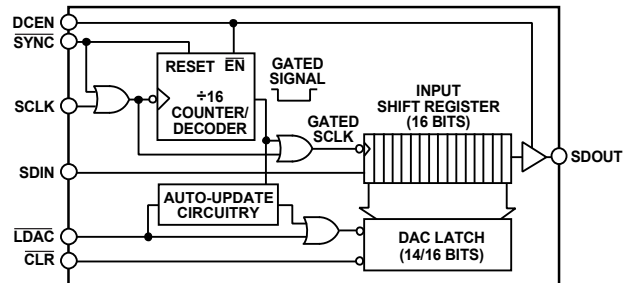 DCEN
SYNC
SCLK
SDIN
LDAC
CLR
RESET EN
÷16
COUNTER/
DECODER
GATED
SIGNAL
GATED
SCLK
INPUT
SHIFT REGISTER
(16 BITS)
SDOUT
AUTO-UPDATE
CIRCUITRY
DAC LATCH
(14/16 BITS)